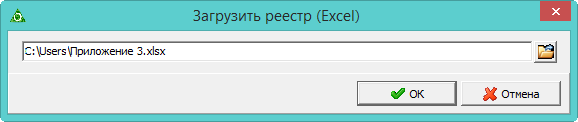 Загрузить реестр (Excel)
C:\Users\Приложение 3.xlsx
OK
Отмена